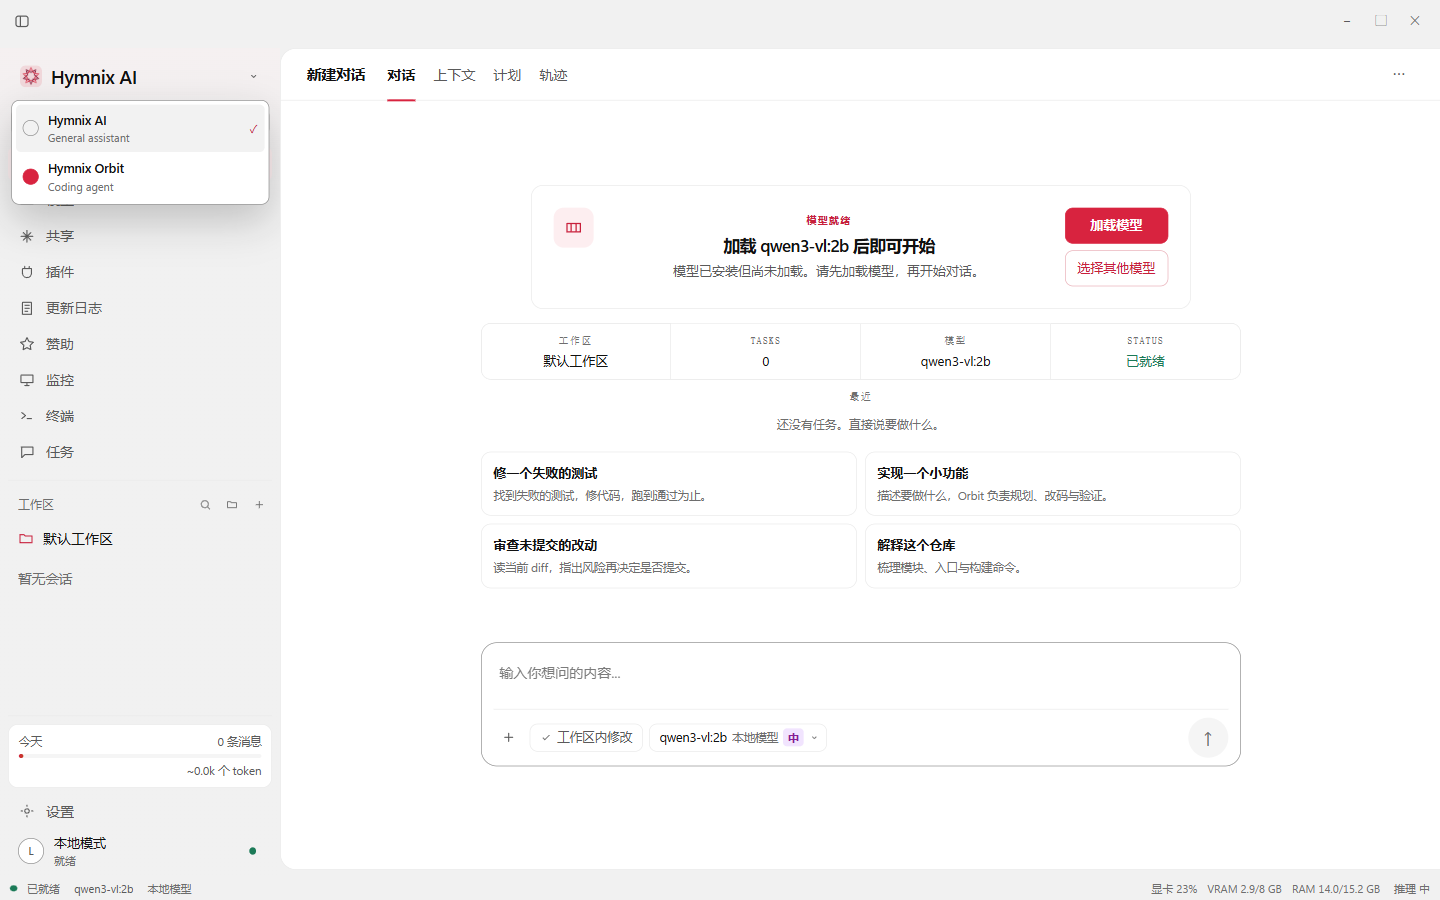 Hymnix AI
Hymnix AI
General assistant
Hymnix Orbit
Coding agent
共享
插件
更新日志
赞助
监控
终端
任务
工作区
默认工作区
暂无会话
今天
0 条消息
~0.0k 个 token
设置
L
本地模式
就绪
新建对话
对话
上下文
计划
轨迹
模型就绪
加载 qwen3-vl:2b 后即可开始
模型已安装但尚未加载。请先加载模型，再开始对话。
加载模型
选择其他模型
工作区
默认工作区
TASKS
0
模型
qwen3-vl:2b
STATUS
已就绪
最近
还没有任务。直接说要做什么。
修一个失败的测试
找到失败的测试，修代码，跑到通过为止。
实现一个小功能
描述要做什么，Orbit 负责规划、改码与验证。
审查未提交的改动
读当前 diff，指出风险再决定是否提交。
解释这个仓库
梳理模块、入口与构建命令。
输入你想问的内容...
工作区内修改
qwen3-vl:2b 本地模型 中
已就绪 qwen3-vl:2b 本地模型
显卡 23% VRAM 2.9/8 GB RAM 14.0/15.2 GB 推理 中